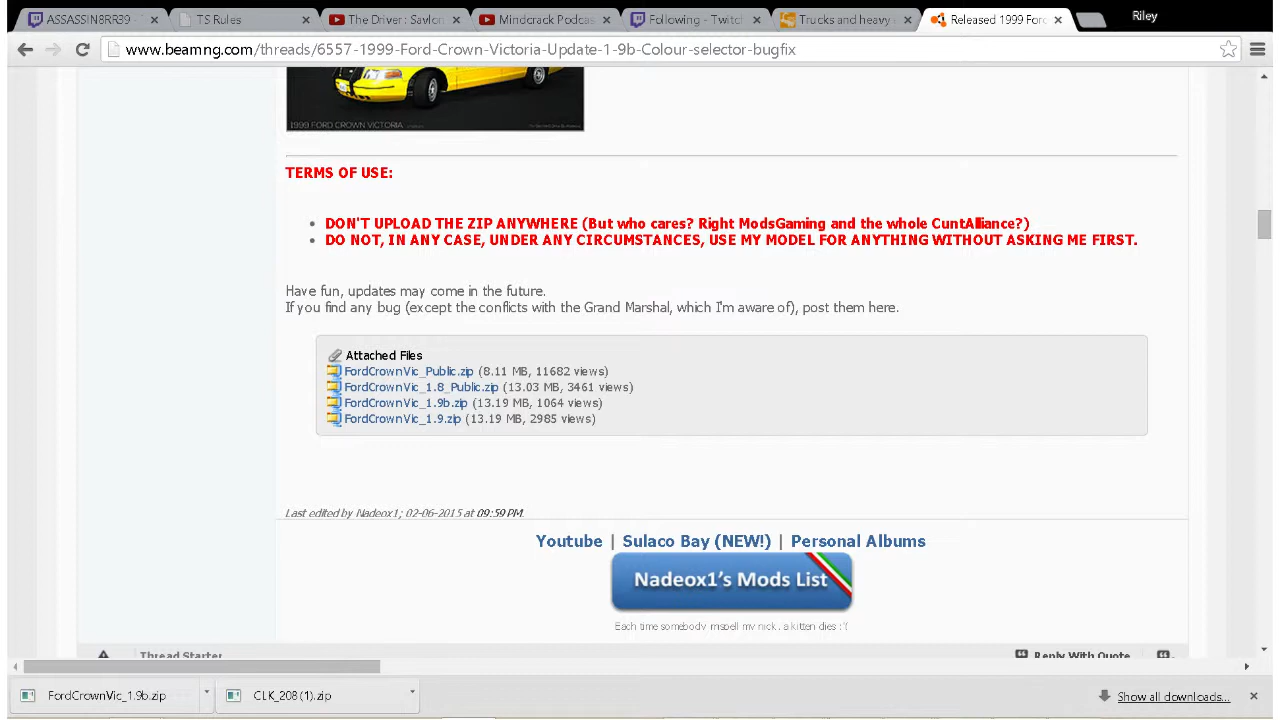 ASSASSIN8RR39 - T
TS Rules
The Driver: Savlon
Mindcrack Podcas
Following - Twitch
Trucks and heavy
Released 1999 For
Riley
www.beamng.com/threads/6557-1999-Ford-Crown-Victoria-Update-1-9b-Colour-selector-bugfix
1999 FORD CROWN VICTORIA
TERMS OF USE:
• DON'T UPLOAD THE ZIP ANYWHERE (But who cares? Right ModsGaming and the whole CuntAlliance?)
• DO NOT, IN ANY CASE, UNDER ANY CIRCUMSTANCES, USE MY MODEL FOR ANYTHING WITHOUT ASKING ME FIRST.
Have fun, updates may come in the future.
If you find any bug (except the conflicts with the Grand Marshal, which I'm aware of), post them here.
Attached Files
FordCrownVic_Public.zip (8.11 MB, 11682 views)
FordCrownVic_1.8_Public.zip (13.03 MB, 3461 views)
FordCrownVic_1.9b.zip (13.19 MB, 1064 views)
FordCrownVic_1.9.zip (13.19 MB, 2985 views)
Last edited by Nadeox1; 02-06-2015 at 09:59 PM.
Youtube | Sulaco Bay (NEW!) | Personal Albums
Nadeox1's Mods List
Each time somebody mispell my nick, a kitten dies :'(
Thread Starter
Reply With Quote
FordCrownVic_1.9b.zip
CLK_208 (1).zip
Show all downloads...